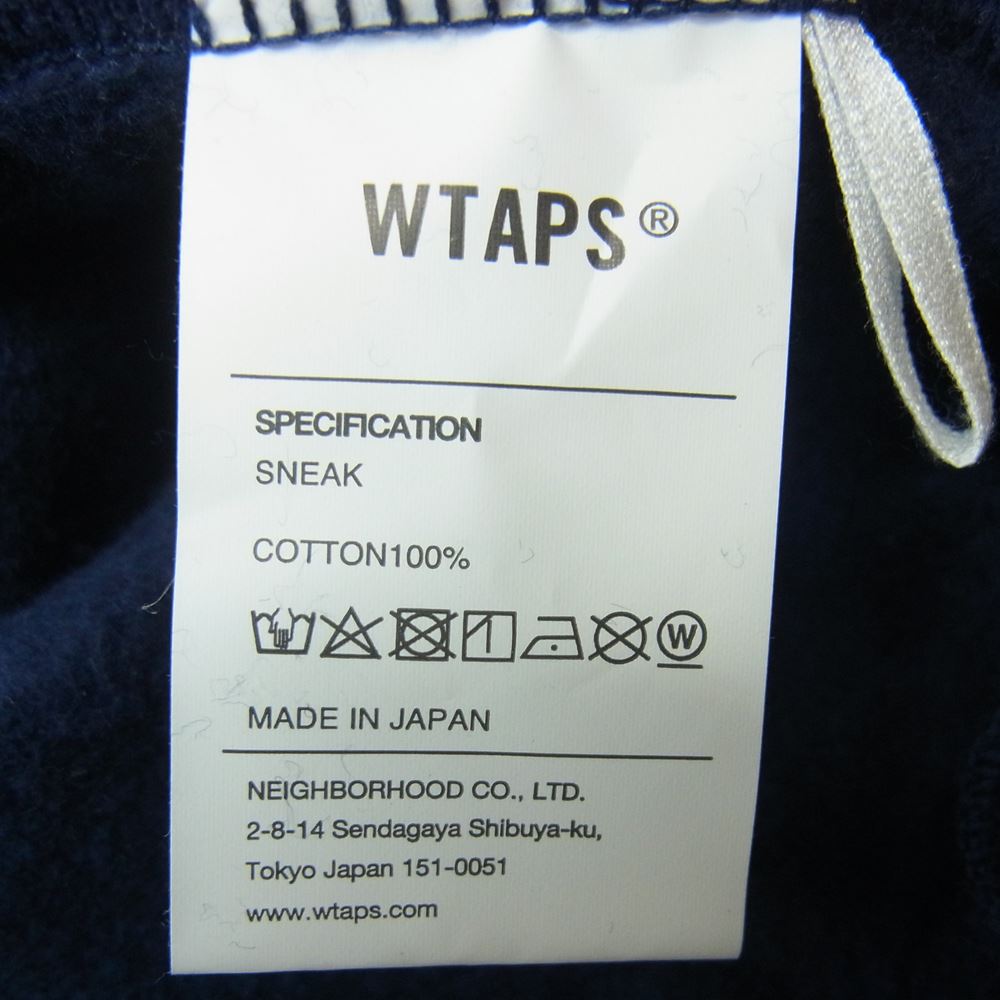 WTAPS®
SPECIFICATION
SNEAK
COTTON100%
W
MADE IN JAPAN
NEIGHBORHOOD CO., LTD.
2-8-14 Sendagaya Shibuya-ku,
Tokyo Japan 151-0051
www.wtaps.com